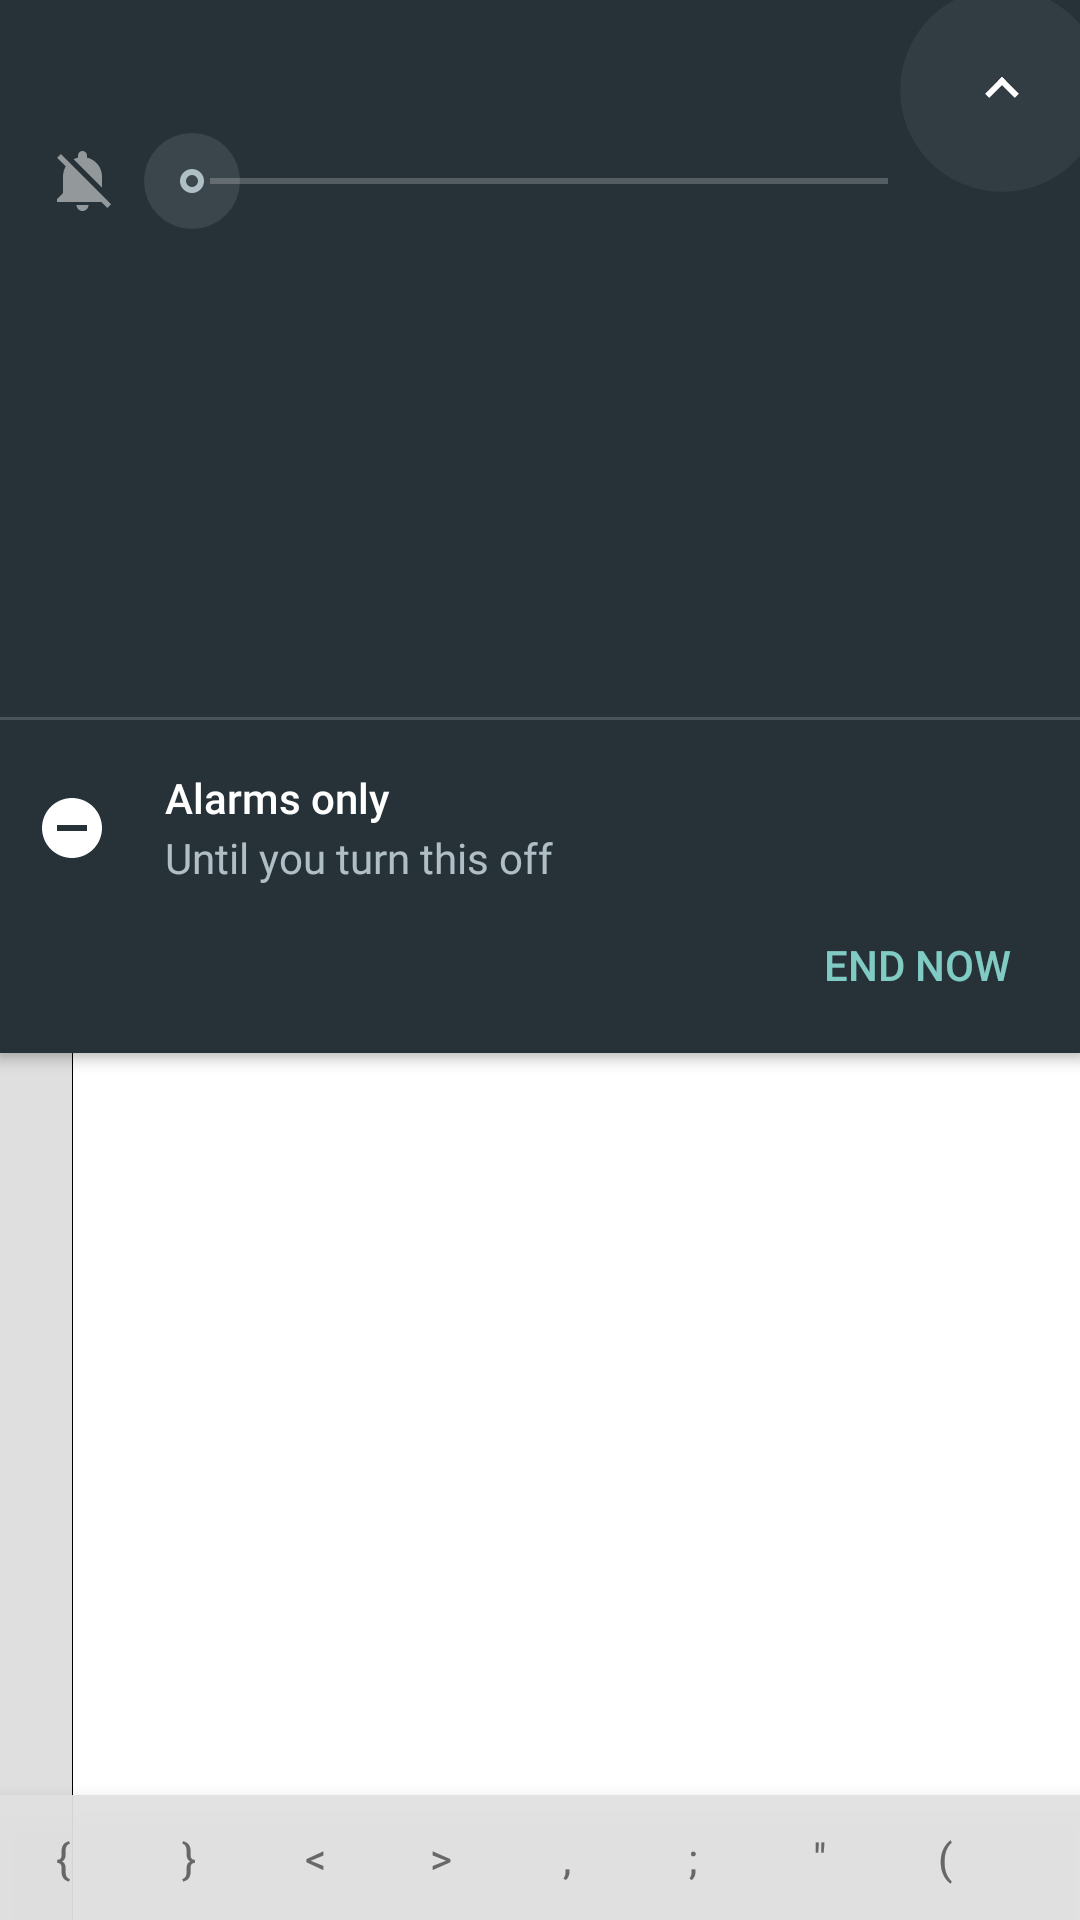 Alarms only
Until you turn this off
END NOW
{ } < > , ; " (